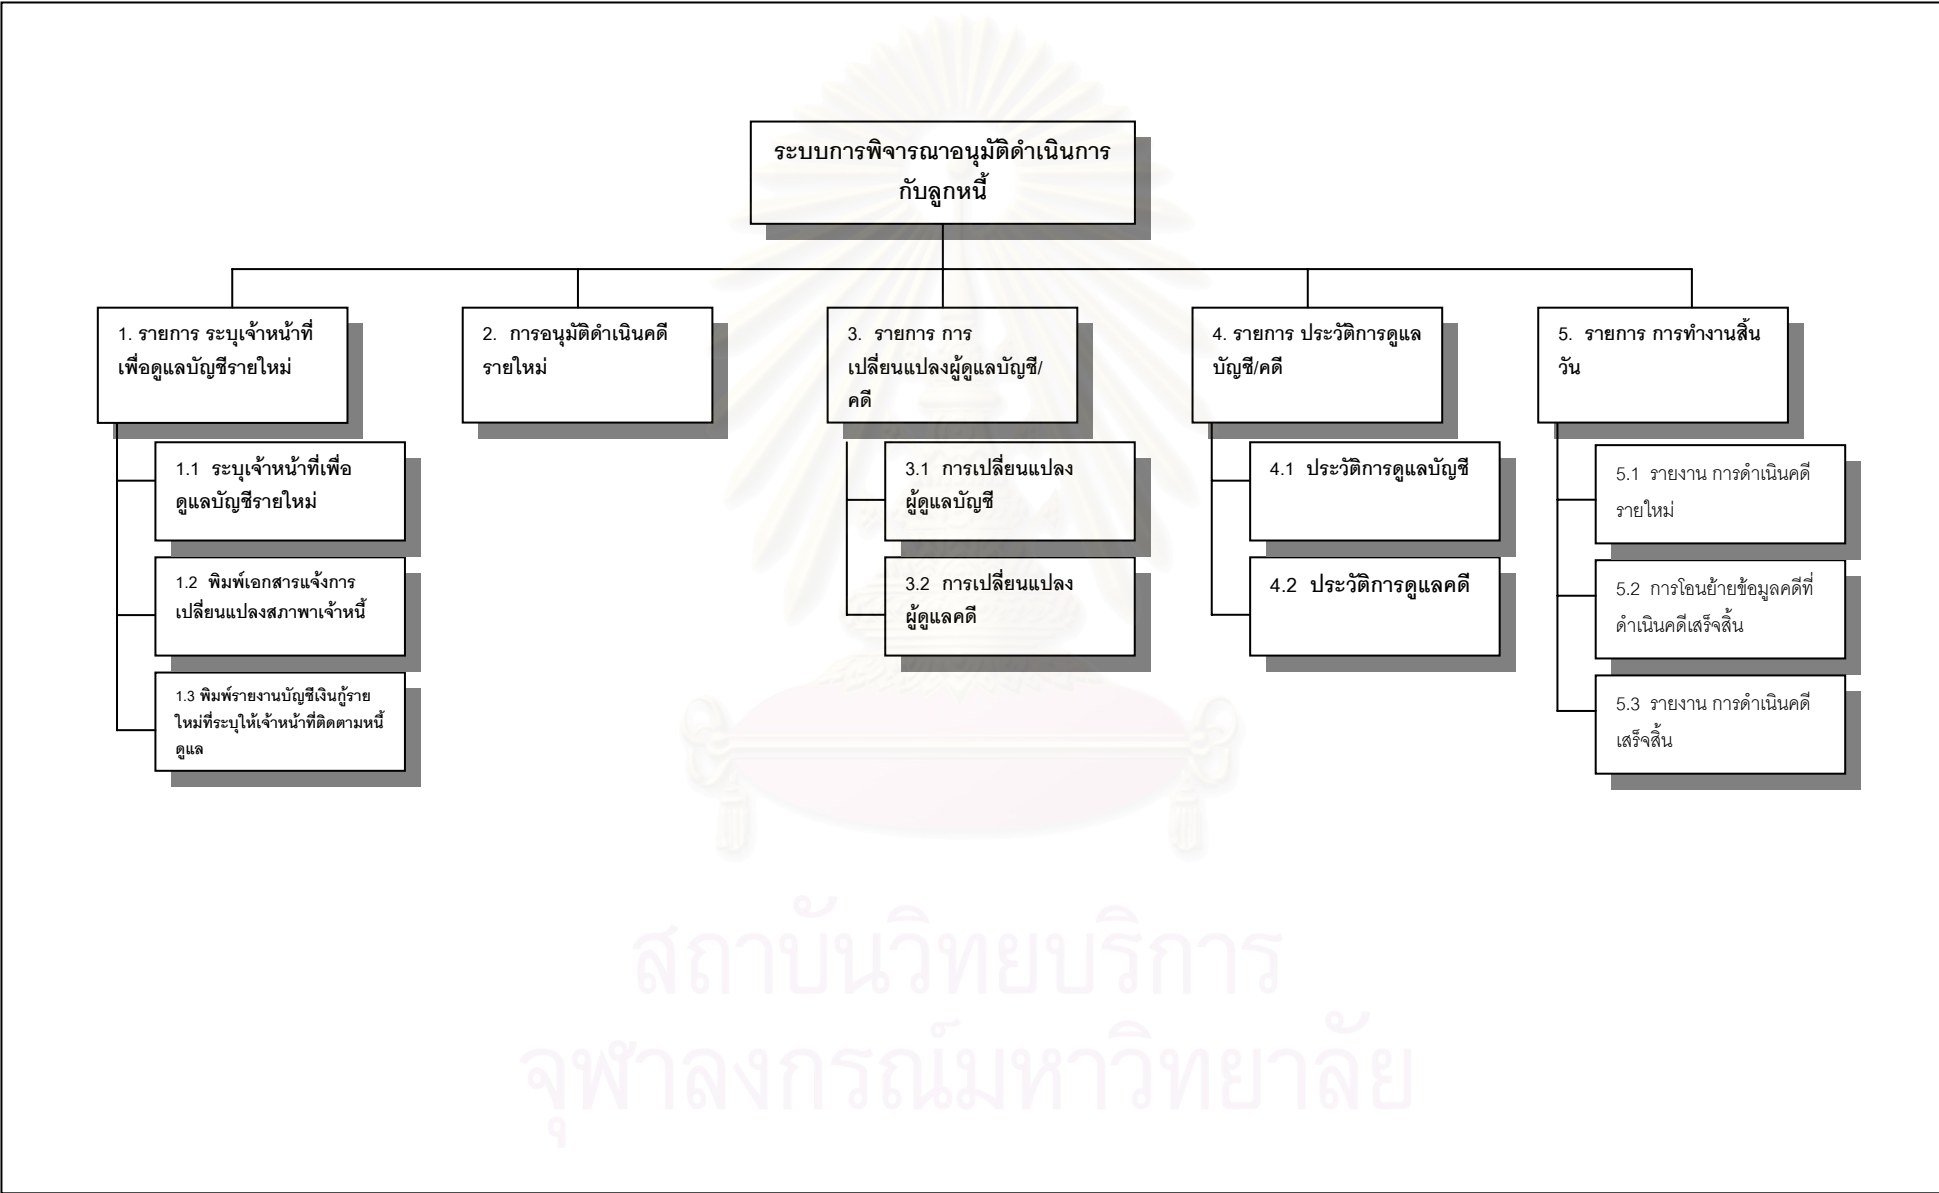 ระบบการพิจารณาอนุมัติดำเนินการ
กับลูกหนี้
1. รายการ ระบุเจ้าหน้าที่
เพื่อดูแลบัญชีรายใหม่
1.1 ระบุเจ้าหน้าที่เพื่อ
ดูแลบัญชีรายใหม่
1.2 พิมพ์เอกสารแจ้งการ
เปลี่ยนแปลงสภาพาเจ้าหนี้
1.3 พิมพ์รายงานบัญชีเงินกู้ราย
ใหม่ที่ระบุให้เจ้าหน้าที่ติดตามหนี้
ดูแล
2. การอนุมัติดำเนินคดี
รายใหม่
3. รายการ การ
เปลี่ยนแปลงผู้ดูแลบัญชี/
คดี
3.1 การเปลี่ยนแปลง
ผู้ดูแลบัญชี
3.2 การเปลี่ยนแปลง
ผู้ดูแลคดี
4. รายการ ประวัติการดูแล
บัญชี/คดี
4.1 ประวัติการดูแลบัญชี
4.2 ประวัติการดูแลคดี
5. รายการ การทำงานสิ้น
วัน
5.1 รายงาน การดำเนินคดี
รายใหม่
5.2 การโอนย้ายข้อมูลคดีที่
ดำเนินคดีเสร็จสิ้น
5.3 รายงาน การดำเนินคดี
เสร็จสิ้น
สถาบันวิทยบริการ
จุฬาลงกรณ์มหาวิทยาลัย